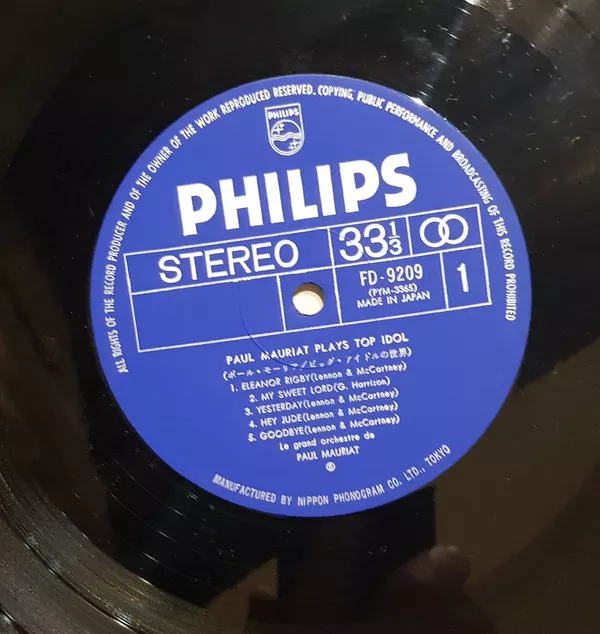 ALL RIGHTS OF THE RECORD PRODUCER AND OF THE OWNER OF THE WORK REPRODUCED RESERVED. COPYING, PUBLIC PERFORMANCE AND BROADCASTING OF THIS RECORD PROHIBITED
PHILIPS
PHILIPS
STEREO
33 1/3
FD-9209
(PYM-3365)
MADE IN JAPAN
1
PAUL MAURIAT PLAYS TOP IDOL
(ポール・モーリア/ビッグ・アイドルの世界)
1. ELEANOR RIGBY(Lennon & McCartney)
2. MY SWEET LORD(G. Harrison)
3. YESTERDAY(Lennon & McCartney)
4. HEY JUDE(Lennon & McCartney)
5. GOODBYE(Lennon & McCartney)
Le grand orchestre de
PAUL MAURIAT
MANUFACTURED BY NIPPON PHONOGRAM CO. LTD., TOKYO